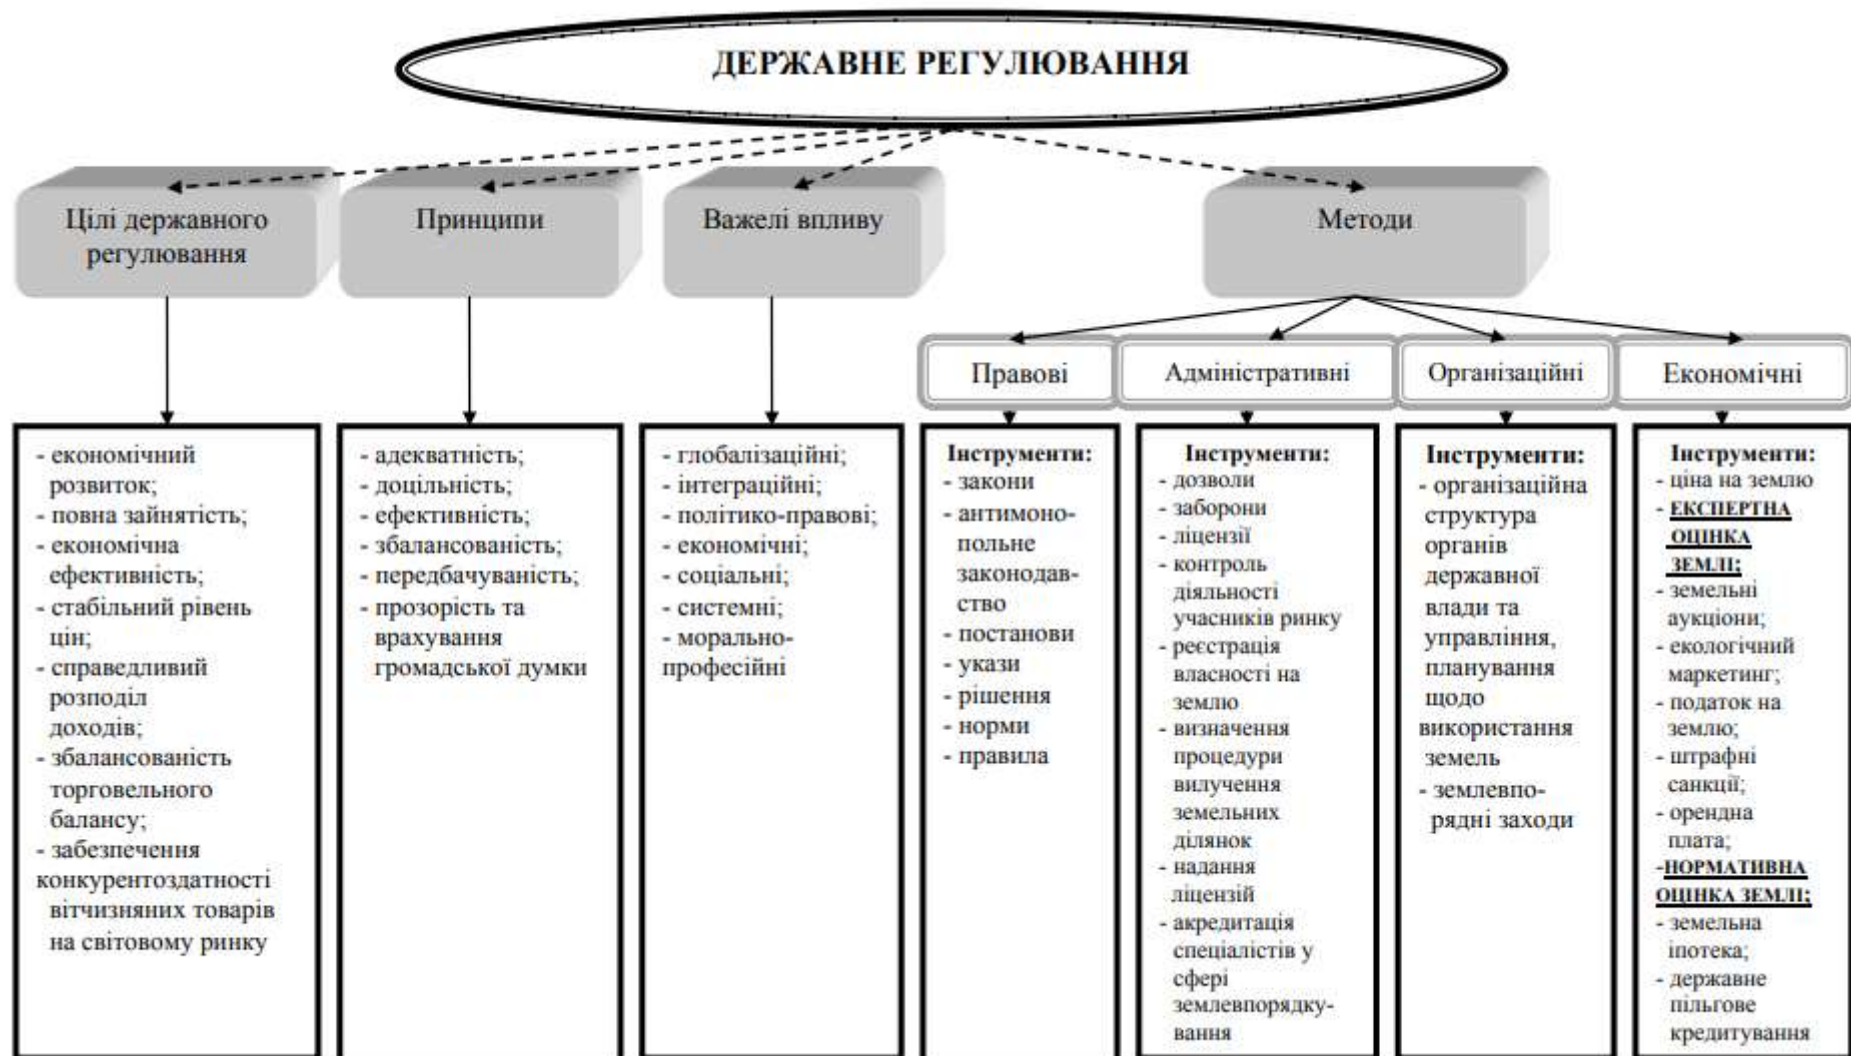 ДЕРЖАВНЕ РЕГУЛЮВАННЯ
Цілі державного
регулювання
Принципи
Важелі впливу
Методи
Правові
Адміністративні
Організаційні
Економічні
- економічний
розвиток;
- повна зайнятість;
- економічна
ефективність;
- стабільний рівень
цін;
- справедливий
розподіл
доходів;
- збалансованість
торговельного
балансу;
- забезпечення
конкурентоздатності
вітчизняних товарів
на світовому ринку
- адекватність;
- доцільність;
- ефективність;
- збалансованість;
- передбачуваність;
- прозорість та
врахування
громадської думки
- глобалізаційні;
- інтеграційні;
- політико-правові;
- економічні;
- соціальні;
- системні;
- морально-
професійні
Інструменти:
- закони
- антимоно-
польне
законодав-
ство
- постанови
- укази
- рішення
- норми
- правила
Інструменти:
- дозволи
- заборони
- ліцензії
- контроль
діяльності
учасників ринку
- реєстрація
власності на
землю
- визначення
процедури
вилучення
земельних
ділянок
- надання
ліцензій
- акредитація
спеціалістів у
сфері
землевпорядку-
вання
Інструменти:
- організаційна
структура
органів
державної
влади та
управління,
планування
щодо
використання
земель
- землевпо-
рядні заходи
Інструменти:
- ціна на землю
- ЕКСПЕРТНА
ОЦІНКА
ЗЕМЛІ;
- земельні
аукціони;
- екологічний
маркетинг;
- податок на
землю;
- штрафні
санкції;
- орендна
плата;
-НОРМАТИВНА
ОЦІНКА ЗЕМЛІ;
- земельна
іпотека;
- державне
пільгове
кредитування